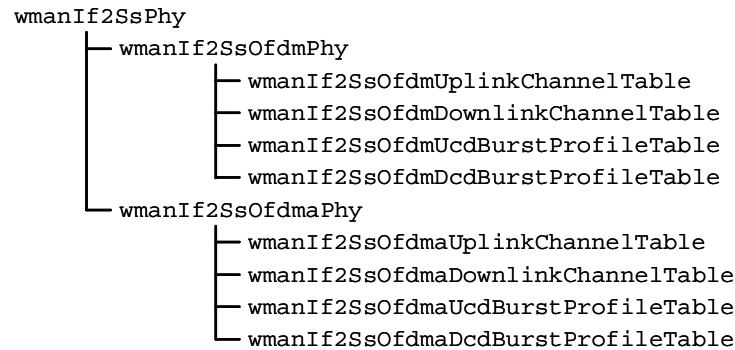 wmanIf2SsPhy
wmanIf2SsOfdmPhy
wmanIf2SsOfdmUplinkChannelTable
wmanIf2SsOfdmDownlinkChannelTable
wmanIf2SsOfdmUcdBurstProfileTable
wmanIf2SsOfdmDcdBurstProfileTable
wmanIf2SsOfdmaPhy
wmanIf2SsOfdmaUplinkChannelTable
wmanIf2SsOfdmaDownlinkChannelTable
wmanIf2SsOfdmaUcdBurstProfileTable
wmanIf2SsOfdmaDcdBurstProfileTable